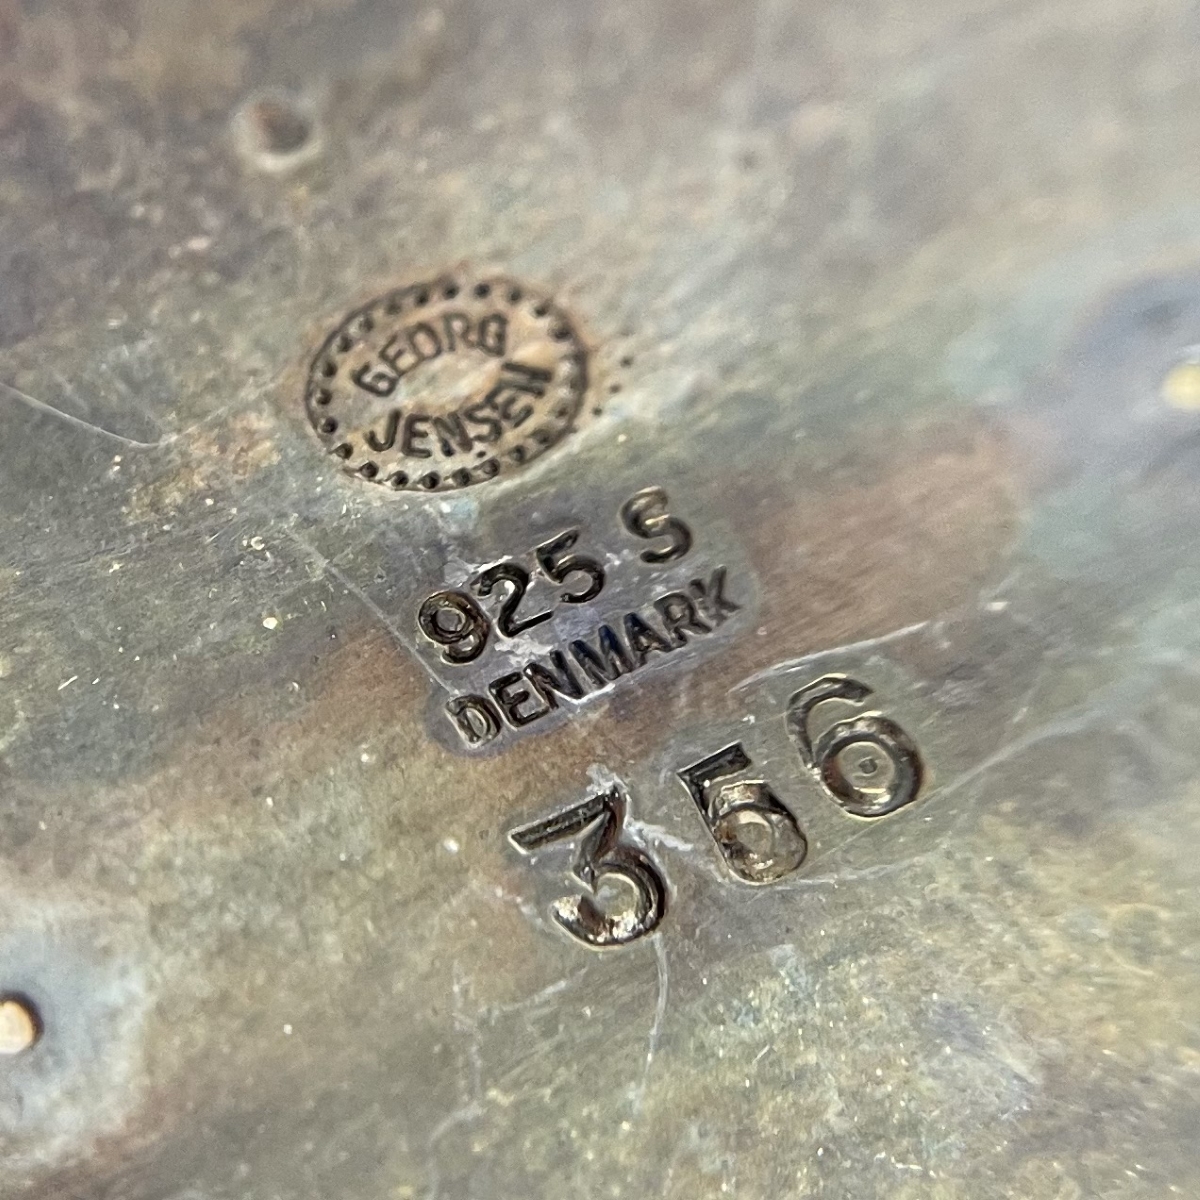 GEORG
JENSEN
925 S
DENMARK
356